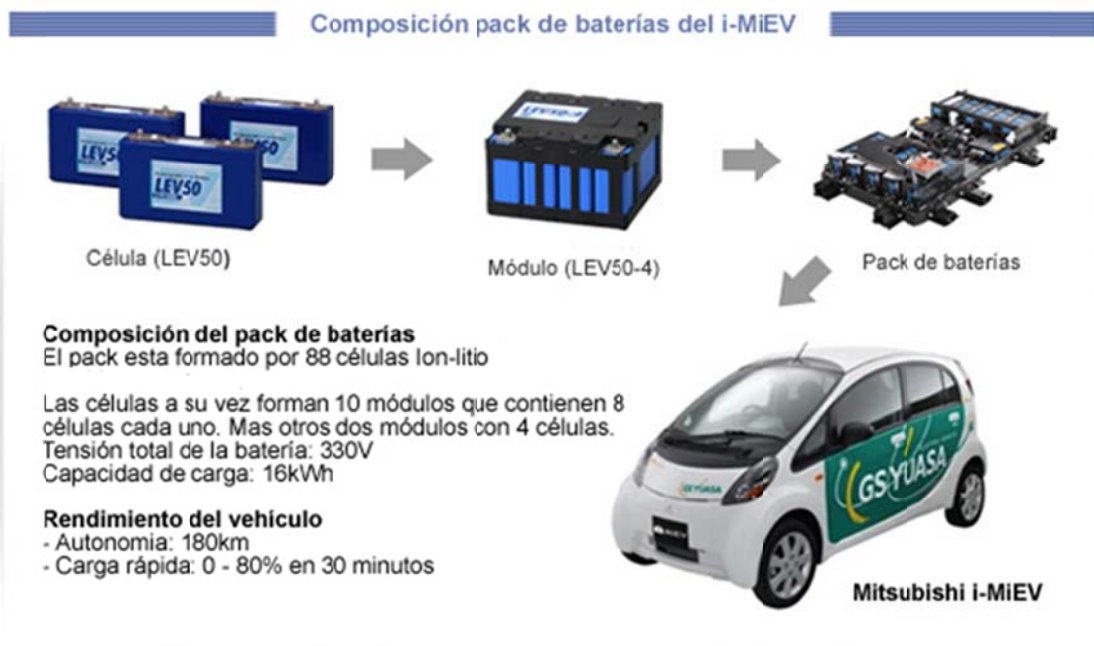 Composición pack de baterías del i-MiEV
LEV50
LEV50
LEV50
LEV50-4
Célula (LEV50)
Módulo (LEV50-4)
Pack de baterías
Composición del pack de baterías
El pack esta formado por 88 células Ion-litio
Las células a su vez forman 10 módulos que contienen 8
células cada uno. Mas otros dos módulos con 4 células.
Tensión total de la batería: 330V
Capacidad de carga: 16kWh
Rendimiento del vehículo
- Autonomia: 180km
- Carga rápida: 0 - 80% en 30 minutos
GS YUASA
GS YUASA
i MiEV
Mitsubishi i-MiEV